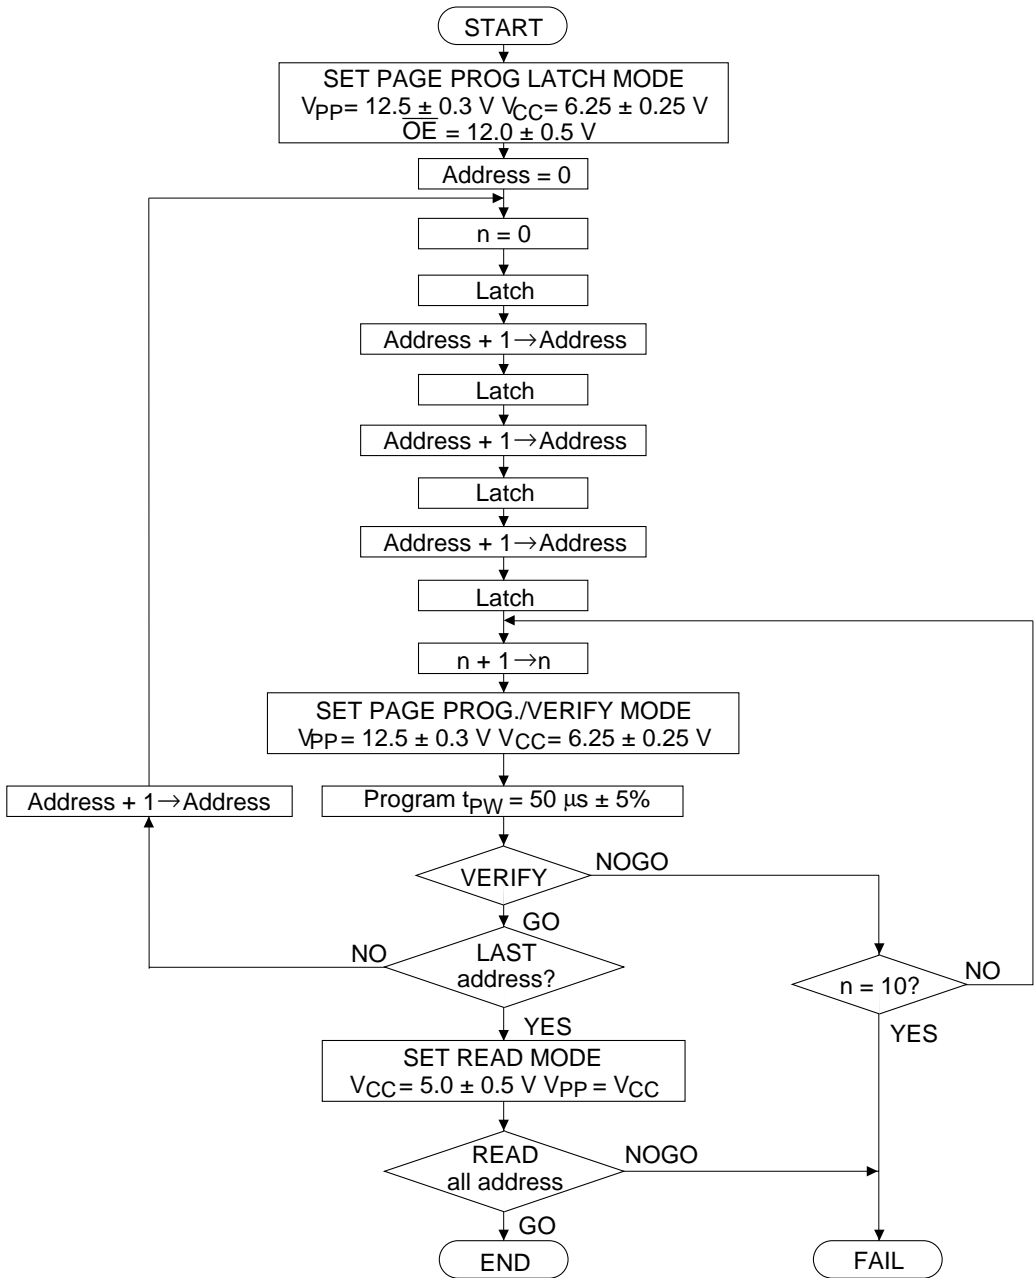 START
SET PAGE PROG LATCH MODE
VPP = 12.5 ± 0.3 V VCC = 6.25 ± 0.25 V
O̅E̅ = 12.0 ± 0.5 V
Address = 0
n = 0
Latch
Address + 1→Address
Latch
Address + 1→Address
Latch
Address + 1→Address
Latch
n + 1→n
SET PAGE PROG./VERIFY MODE
VPP = 12.5 ± 0.3 V VCC = 6.25 ± 0.25 V
Address + 1→Address
Program tPW = 50 μs ± 5%
VERIFY
NOGO
GO
NO
LAST
address?
n = 10?
NO
YES
YES
SET READ MODE
VCC = 5.0 ± 0.5 V VPP = VCC
READ
all address
NOGO
GO
END
FAIL